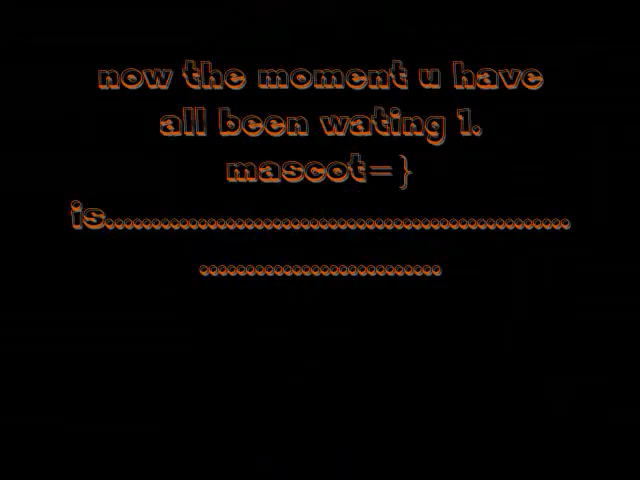 now the moment u have
all been wating 1.
mascot=}
is..................................................
..........................